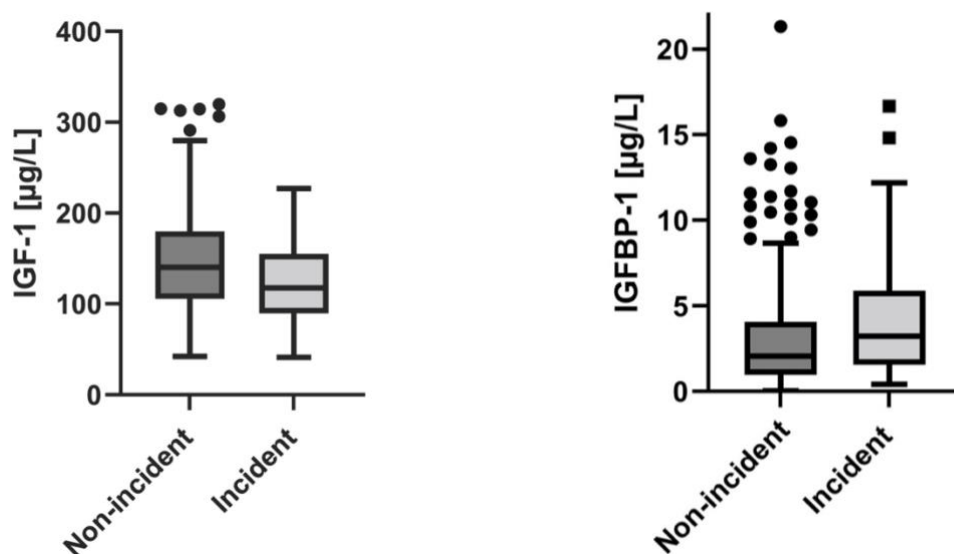 IGF-1 [µg/L]
400
300
200
100
0
Non-incident
Incident
IGFBP-1 [µg/L]
20
15
10
5
0
Non-incident
Incident